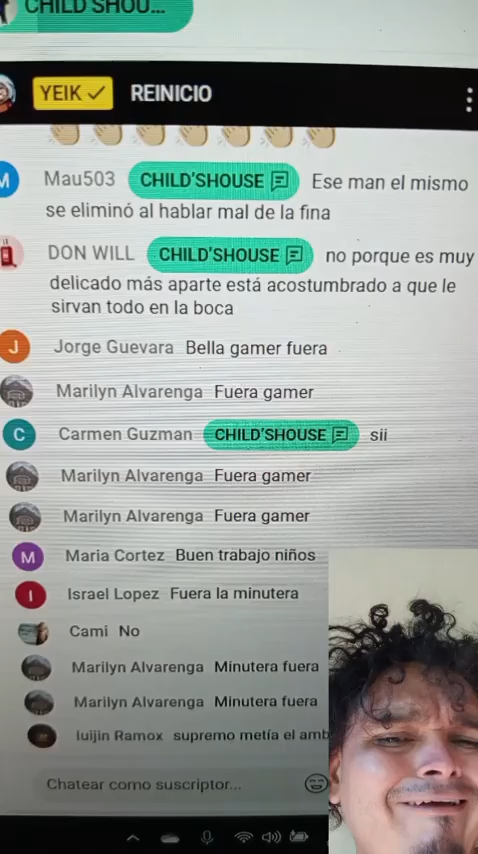 CHILD SHOU...
YEIK ✓ REINICIO
👏👏👏👏👏👏👏
M Mau503 CHILD'SHOUSE Ese man el mismo
se eliminó al hablar mal de la fina
DON WILL CHILD'SHOUSE no porque es muy
delicado más aparte está acostumbrado a que le
sirvan todo en la boca
J Jorge Guevara Bella gamer fuera
Marilyn Alvarenga Fuera gamer
C Carmen Guzman CHILD'SHOUSE sii
Marilyn Alvarenga Fuera gamer
Marilyn Alvarenga Fuera gamer
M Maria Cortez Buen trabajo niños
I Israel Lopez Fuera la minutera
Cami No
Marilyn Alvarenga Minutera fuera
Marilyn Alvarenga Minutera fuera
luijin Ramox supremo metía el amb
Chatear como suscriptor...